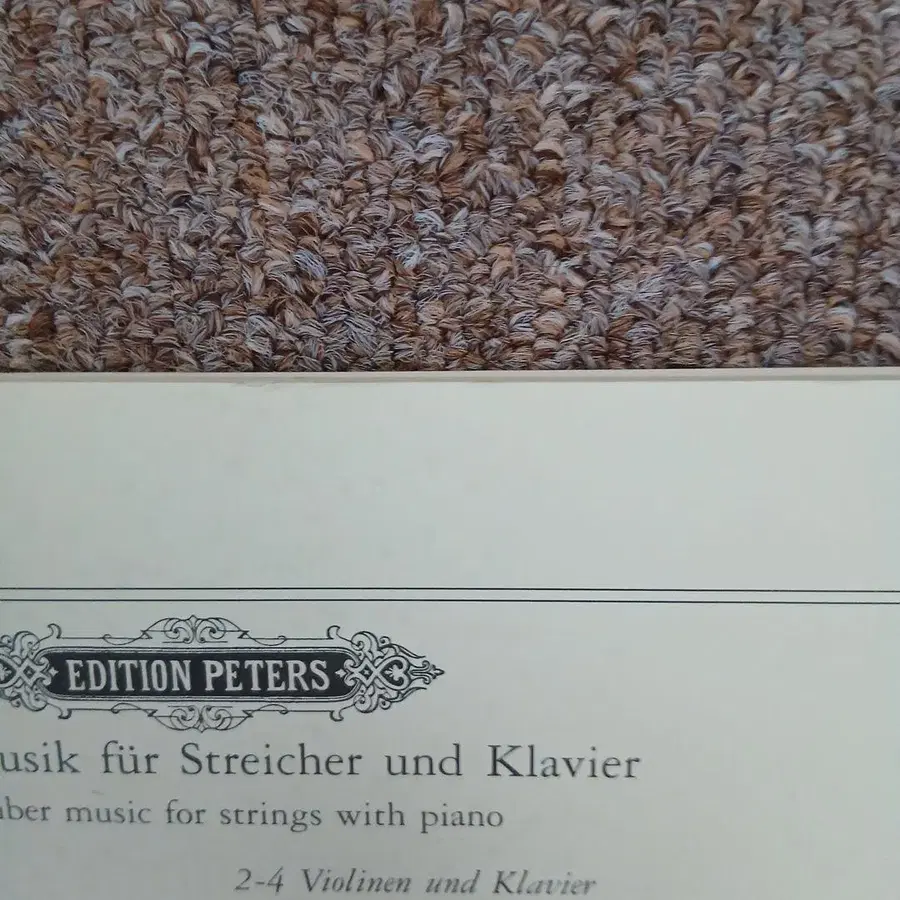 EDITION PETERS
usik für Streicher und Klavier
ber music for strings with piano
2-4 Violinen und Klavier